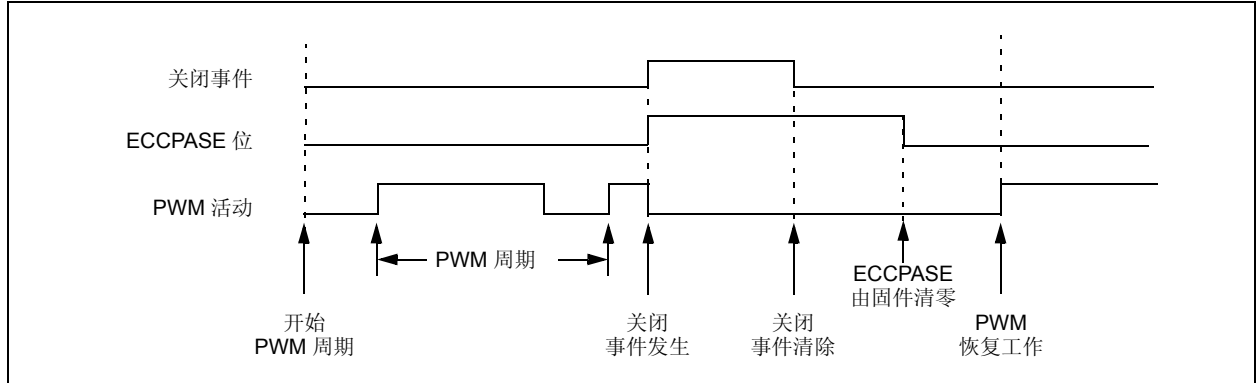 关闭事件
ECCPASE 位
PWM 活动
PWM 周期
开始
PWM 周期
关闭
事件发生
关闭
事件清除
ECCPASE
由固件清零
PWM
恢复工作